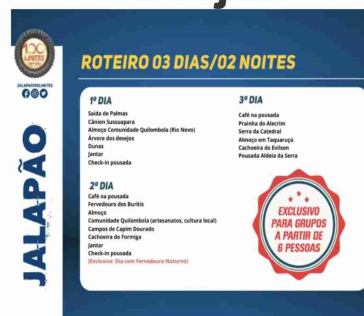 100
LIMITES
JALAPAO100LIMITES
JALAPÃO
ROTEIRO 03 DIAS/02 NOITES
1º DIA
Saída de Palmas
Cânion Sussuapara
Almoço Comunidade Quilombola (Rio Novo)
Árvore dos desejos
Dunas
Jantar
Check-in pousada
2º DIA
Café na pousada
Fervedouro dos Buritis
Almoço
Comunidade Quilombola (artesanatos, cultura local)
Campos de Capim Dourado
Cachoeira do Formiga
Jantar
Check-in pousada
(Exclusivo: Dia com Fervedouro Noturno)
3º DIA
Café na pousada
Prainha do Alecrim
Serra da Catedral
Almoço em Taquaruçú
Cachoeira do Evilson
Pousada Aldeia da Serra
EXCLUSIVO
PARA GRUPOS
A PARTIR DE
6 PESSOAS